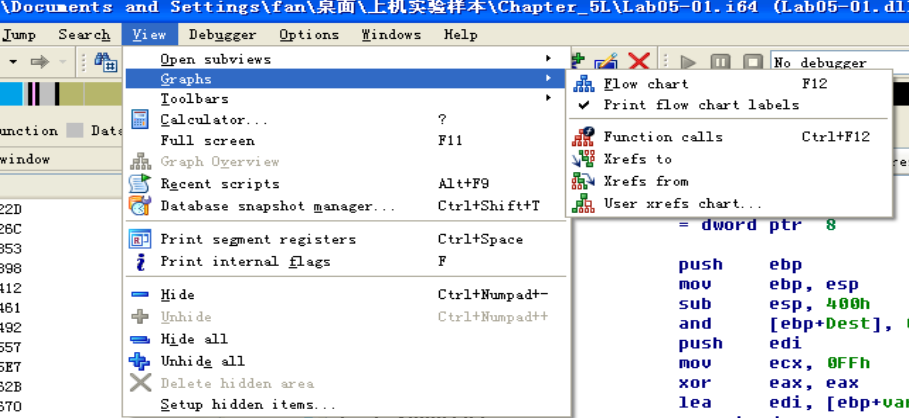 \Documents and Settings\fan\桌面\上机实验样本\Chapter_5L\Lab05-01.i64 (Lab05-01.dl
Jump Search View Debugger Options Windows Help
No debugger
Open subviews
Graphs
Toolbars
Calculator... ?
Full screen F11
Graph Overview
Recent scripts Alt+F9
Database snapshot manager... Ctrl+Shift+T
Print segment registers Ctrl+Space
Print internal flags F
Hide Ctrl+Numpad+-
Unhide Ctrl+Numpad++
Hide all
Unhide all
Delete hidden area
Setup hidden items...
Flow chart F12
Print flow chart labels
Function calls Ctrl+F12
Xrefs to
Xrefs from
User xrefs chart...
unction Data
window
22D
26C
353
398
412
461
492
557
5E7
62B
670
= dword ptr 8
push ebp
mov ebp, esp
sub esp, 400h
and [ebp+Dest],
push edi
mov ecx, 0FFh
xor eax, eax
lea edi, [ebp+var